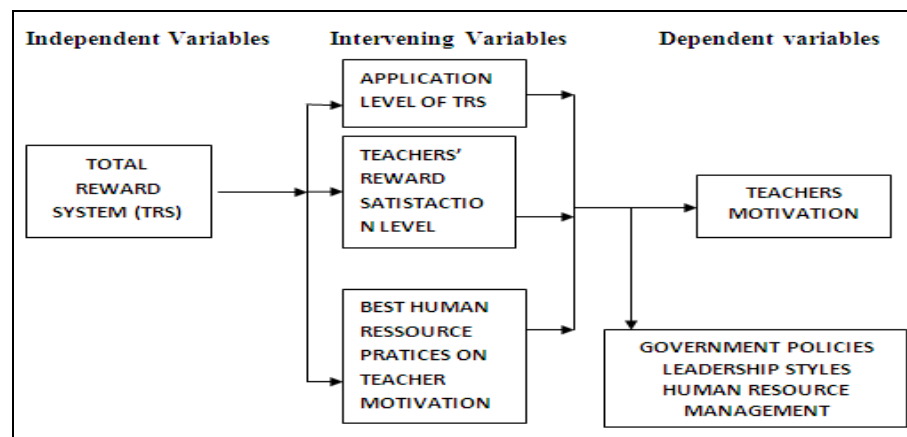 Independent Variables
Intervening Variables
Dependent variables
TOTAL
REWARD
SYSTEM (TRS)
APPLICATION
LEVEL OF TRS
TEACHERS’
REWARD
SATISTACTIO
N LEVEL
BEST HUMAN
RESSOURCE
PRATICES ON
TEACHER
MOTIVATION
TEACHERS
MOTIVATION
GOVERNMENT POLICIES
LEADERSHIP STYLES
HUMAN RESOURCE
MANAGEMENT